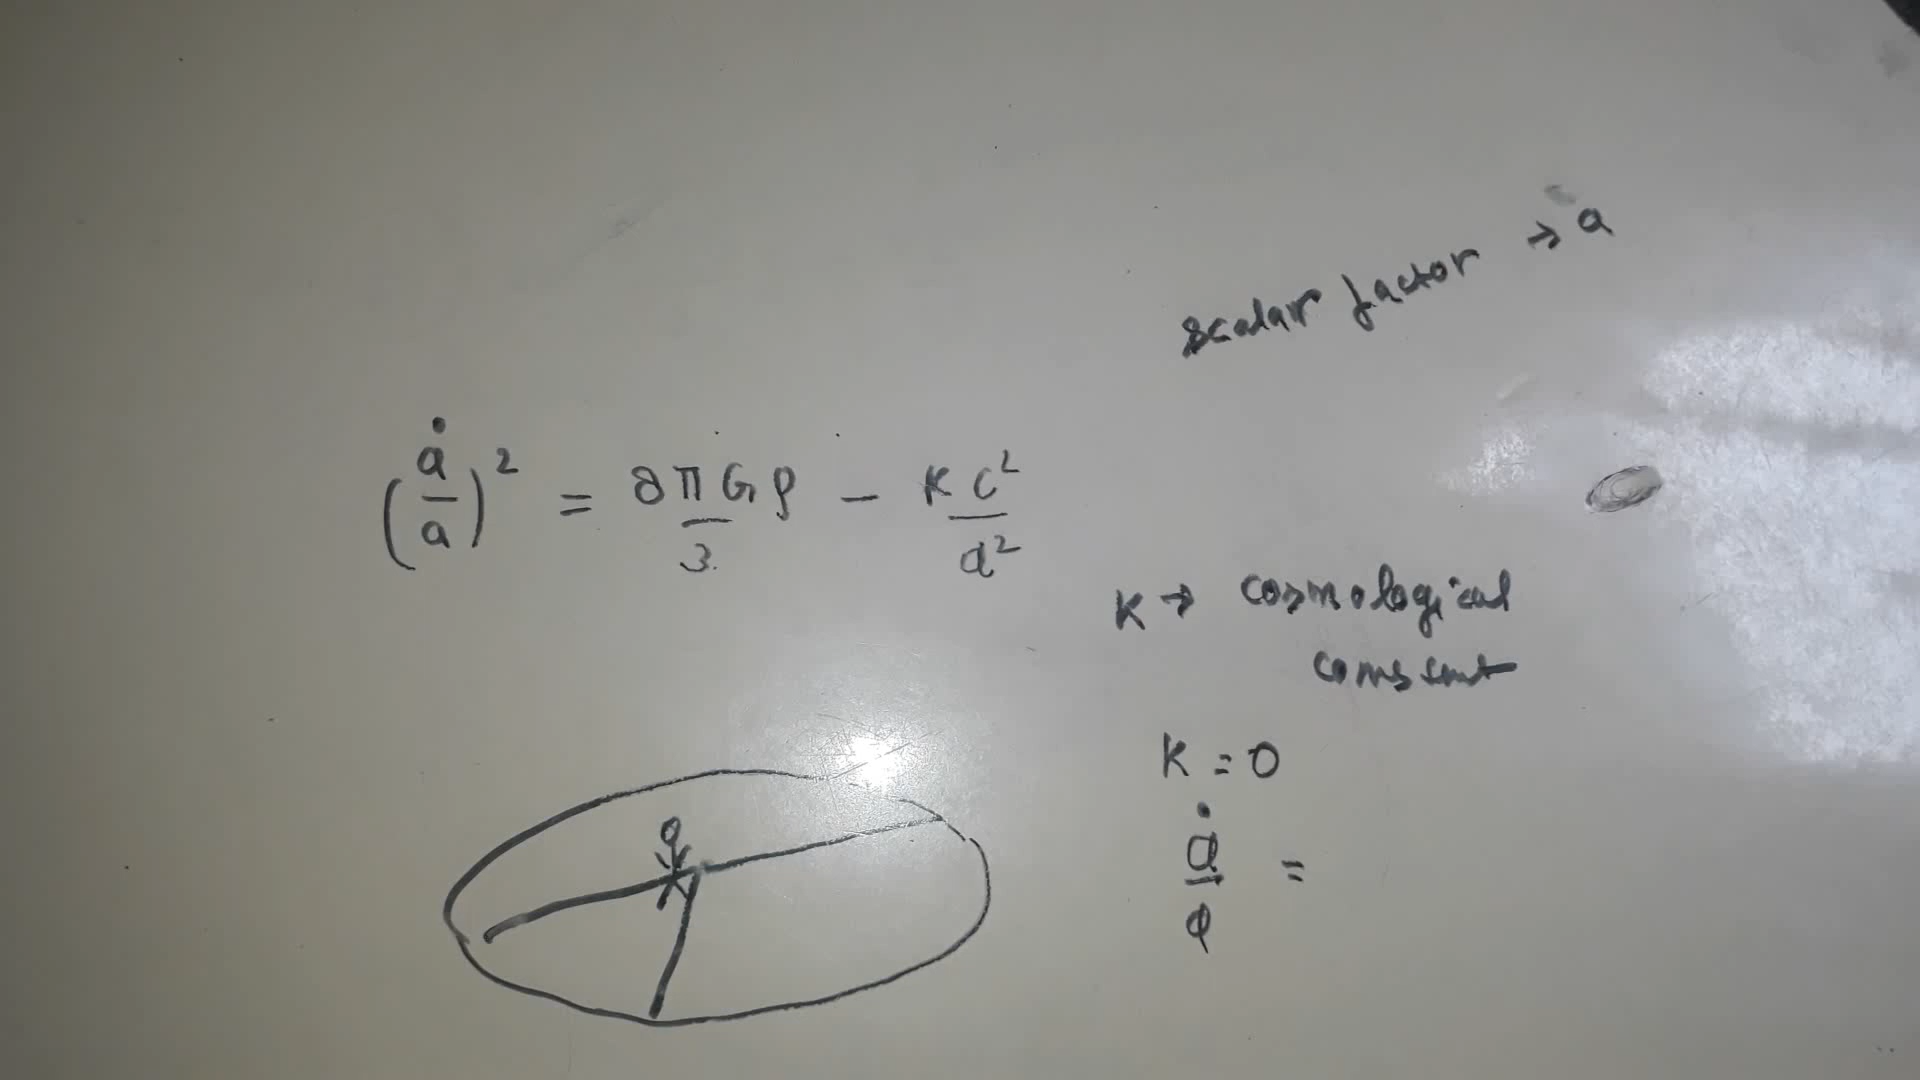 scalar factor → a
(ȧ/a)² = 8πGρ/3 − kc²/a²
K → cosmological
constant
K = 0
ȧ/a =